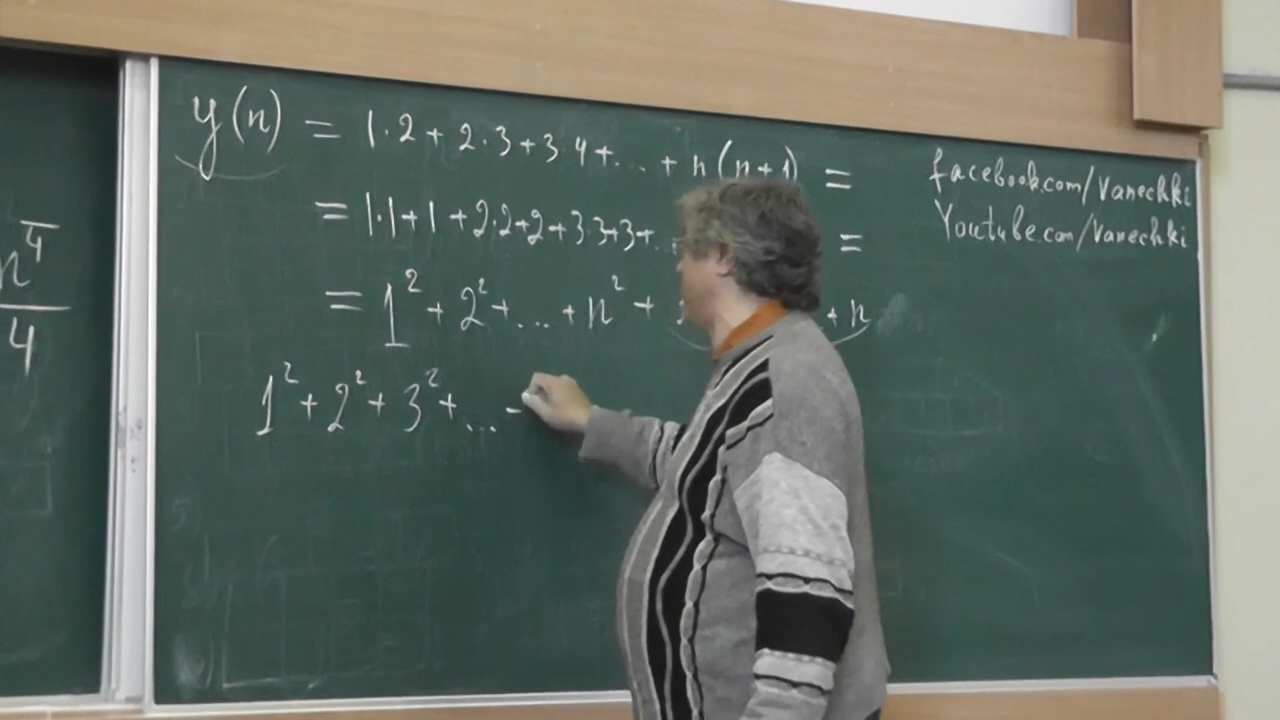 n⁴
4
y(n) = 1·2 + 2·3 + 3·4 + ... + n(n+1) =
= 1·1+1 + 2·2+2 + 3·3+3+... =
= 1² + 2² + ... + n² + + n
1² + 2² + 3² + ... -
facebook.com/vanechki
Youtube.com/vanechki